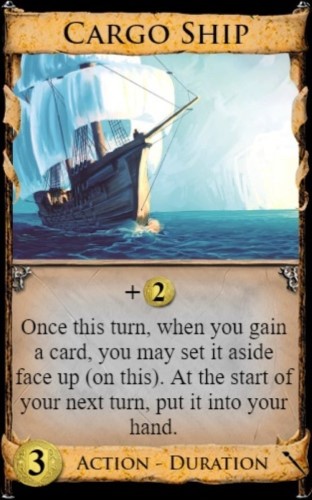 CARGO SHIP
+2
Once this turn, when you gain
a card, you may set it aside
face up (on this). At the start of
your next turn, put it into your
hand.
3 ACTION – DURATION